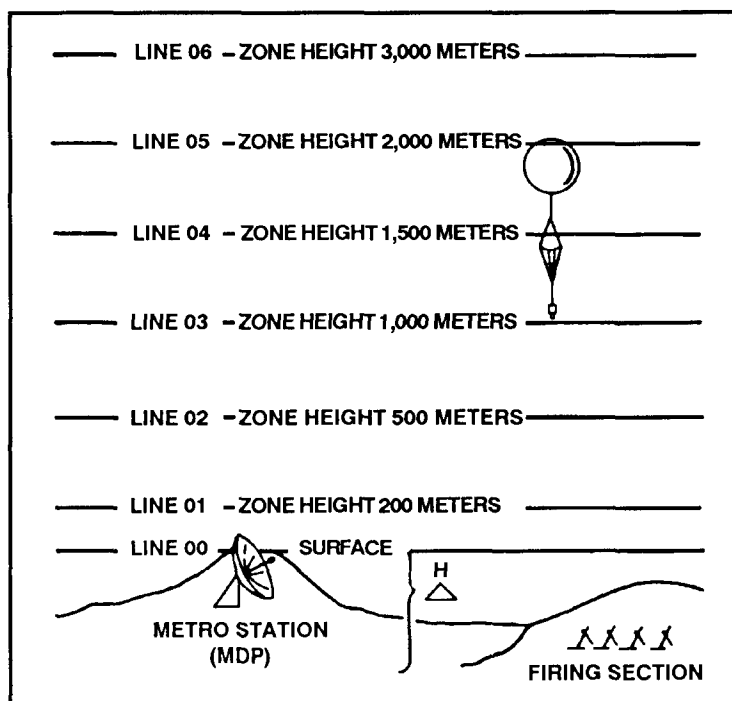 LINE 06 – ZONE HEIGHT 3,000 METERS
LINE 05 – ZONE HEIGHT 2,000 METERS
LINE 04 – ZONE HEIGHT 1,500 METERS
LINE 03 – ZONE HEIGHT 1,000 METERS
LINE 02 – ZONE HEIGHT 500 METERS
LINE 01 – ZONE HEIGHT 200 METERS
LINE 00 – SURFACE
H
METRO STATION
(MDP)
FIRING SECTION